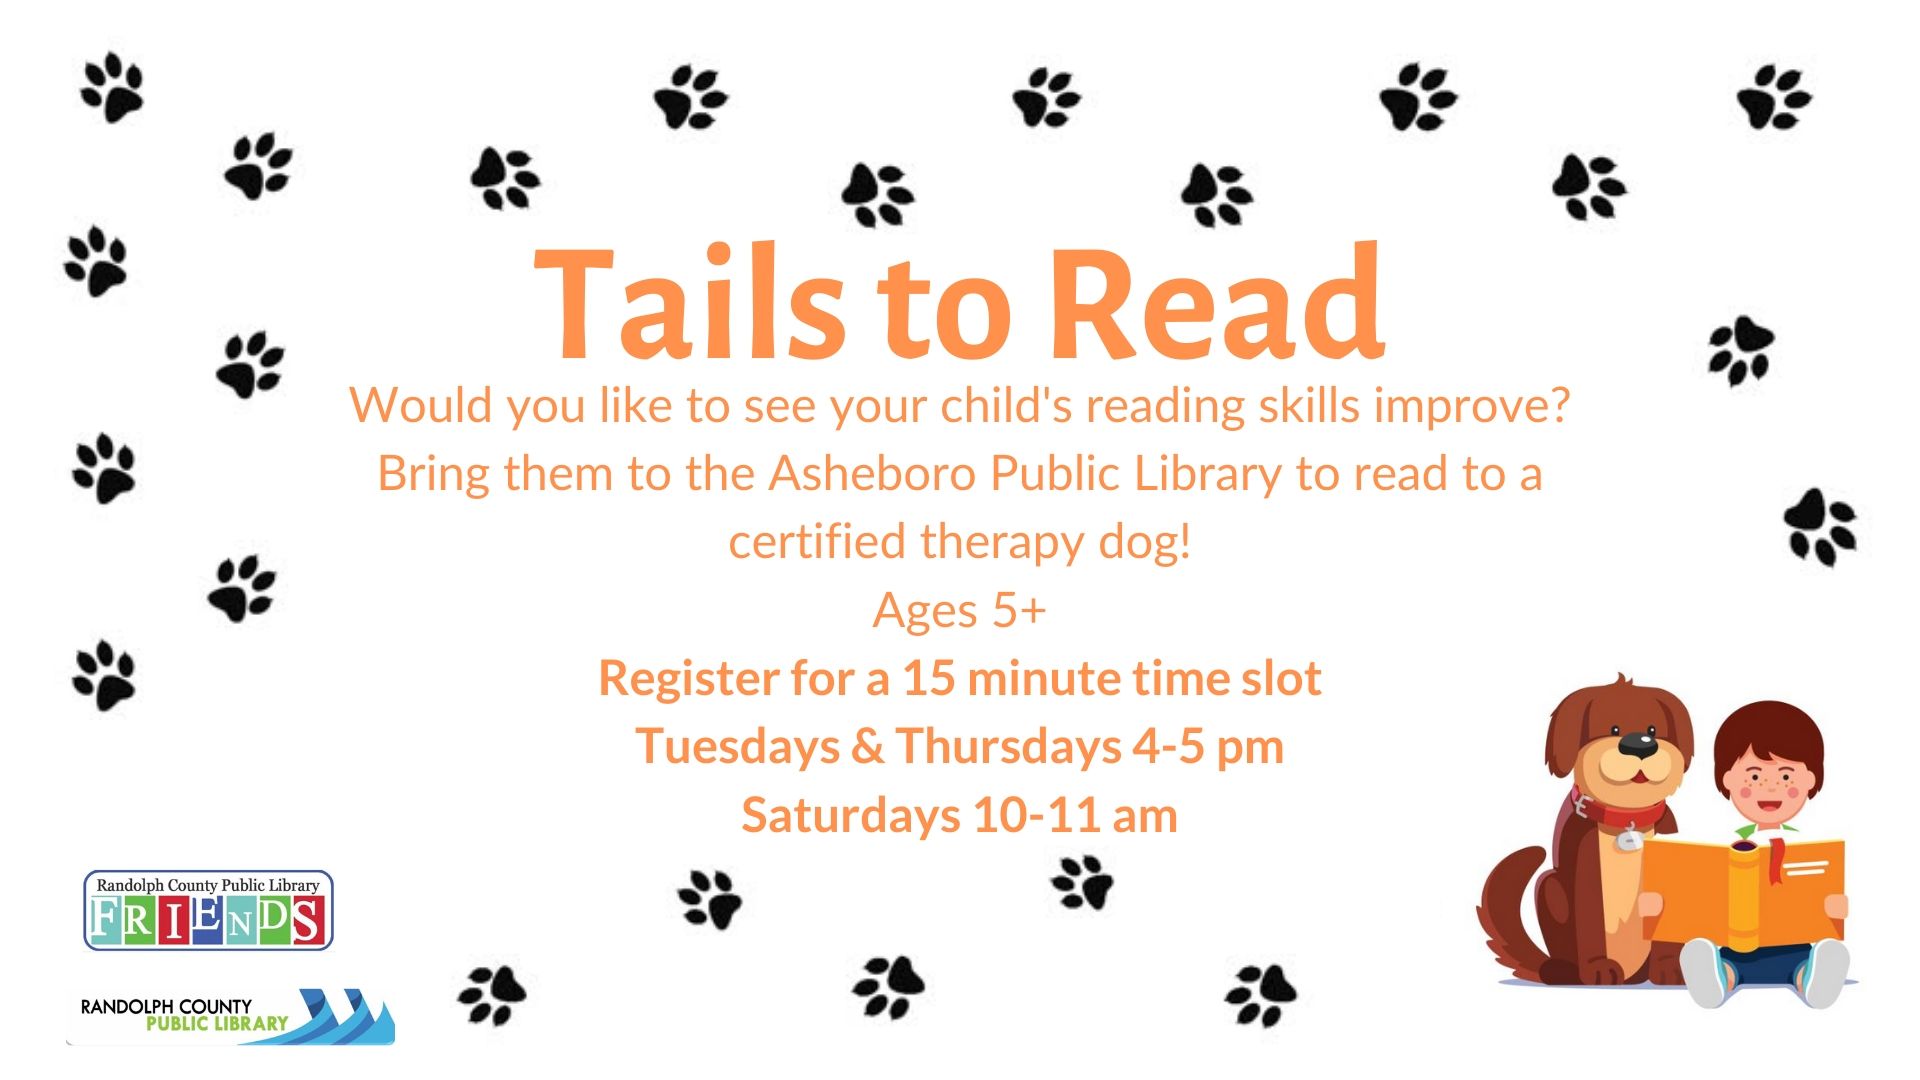 Tails to Read
Would you like to see your child's reading skills improve?
Bring them to the Asheboro Public Library to read to a
certified therapy dog!
Ages 5+
Register for a 15 minute time slot
Tuesdays & Thursdays 4-5 pm
Saturdays 10-11 am
Randolph County Public Library
FRIENDS
RANDOLPH COUNTY
PUBLIC LIBRARY